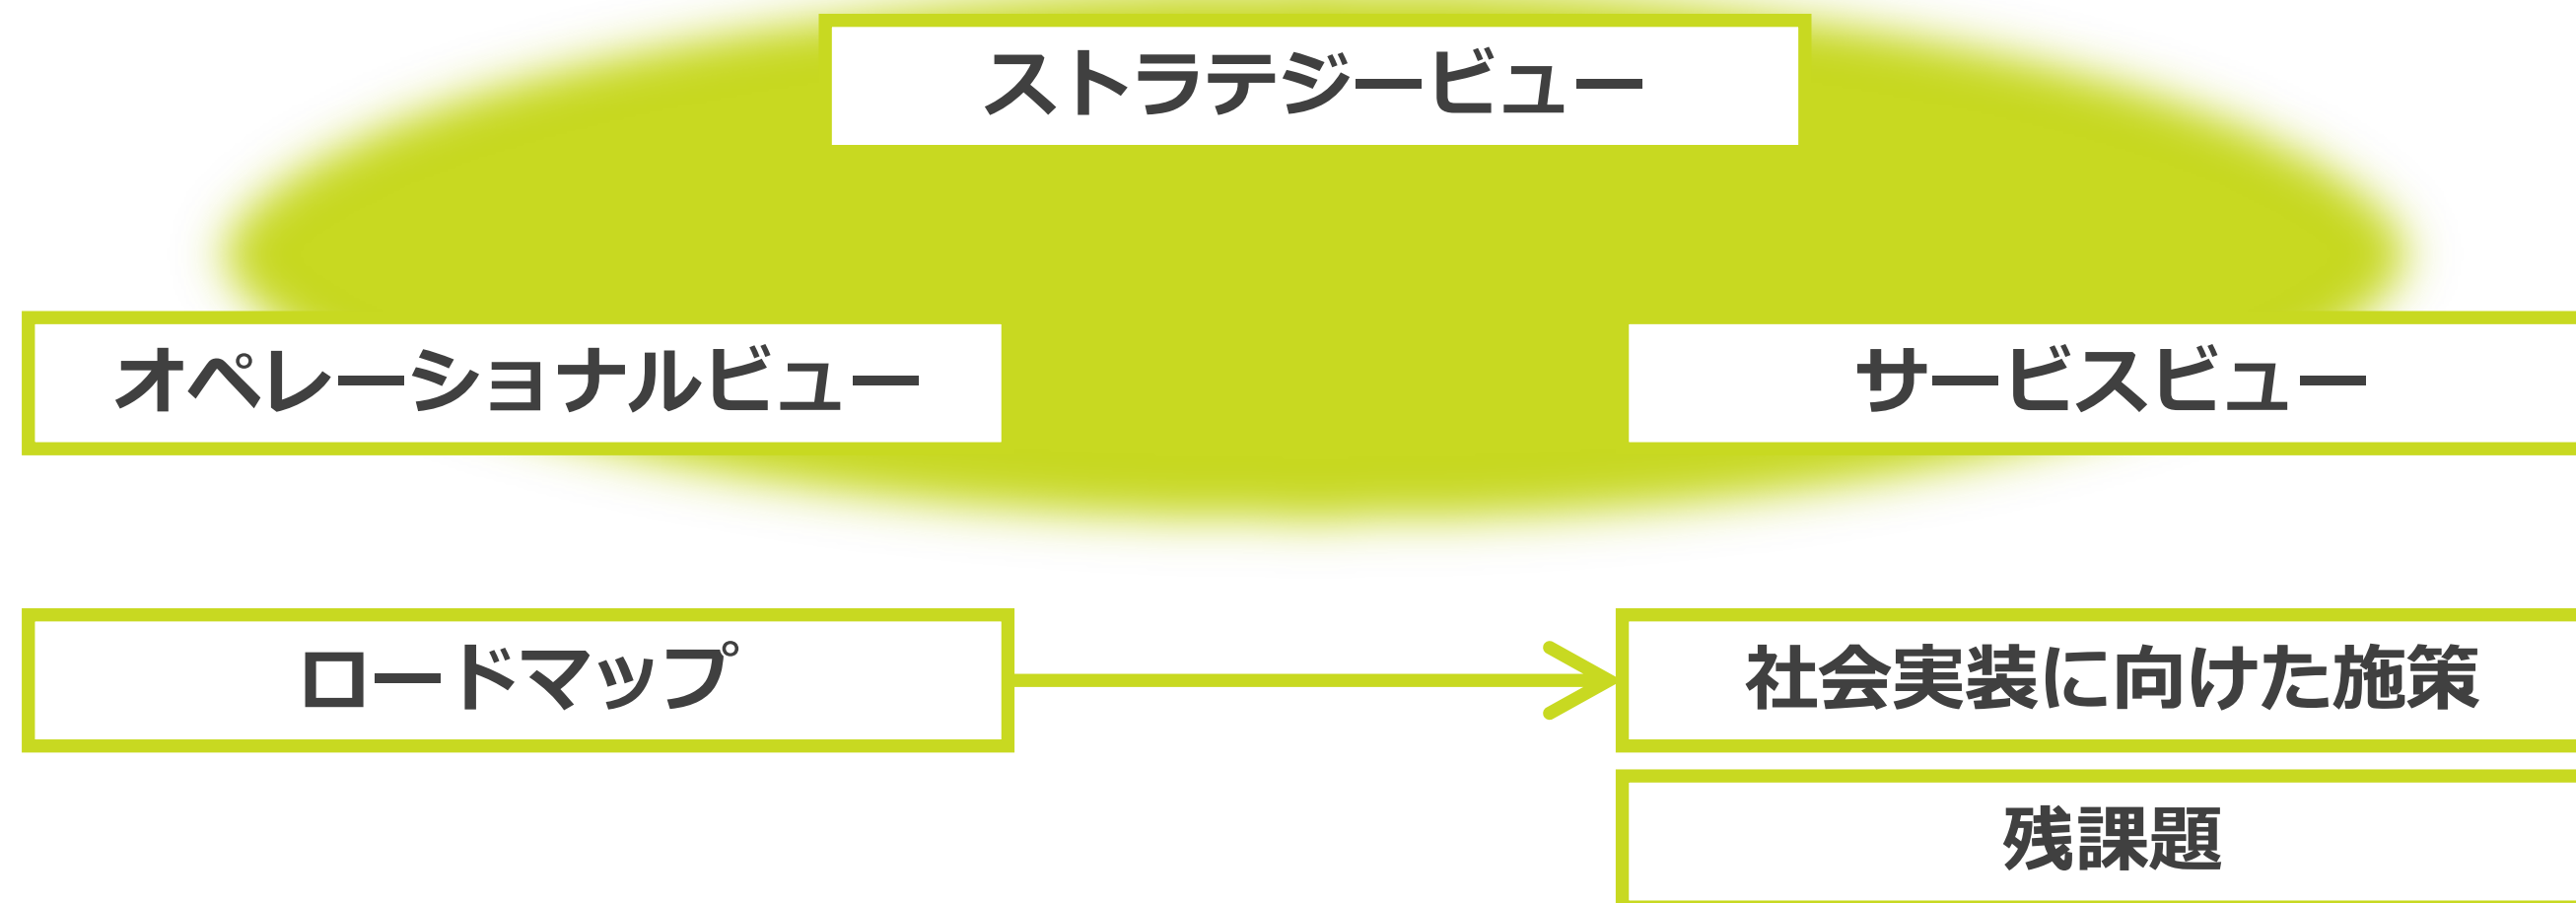 ストラテジービュー
オペレーショナルビュー
サービスビュー
ロードマップ
社会実装に向けた施策
残課題